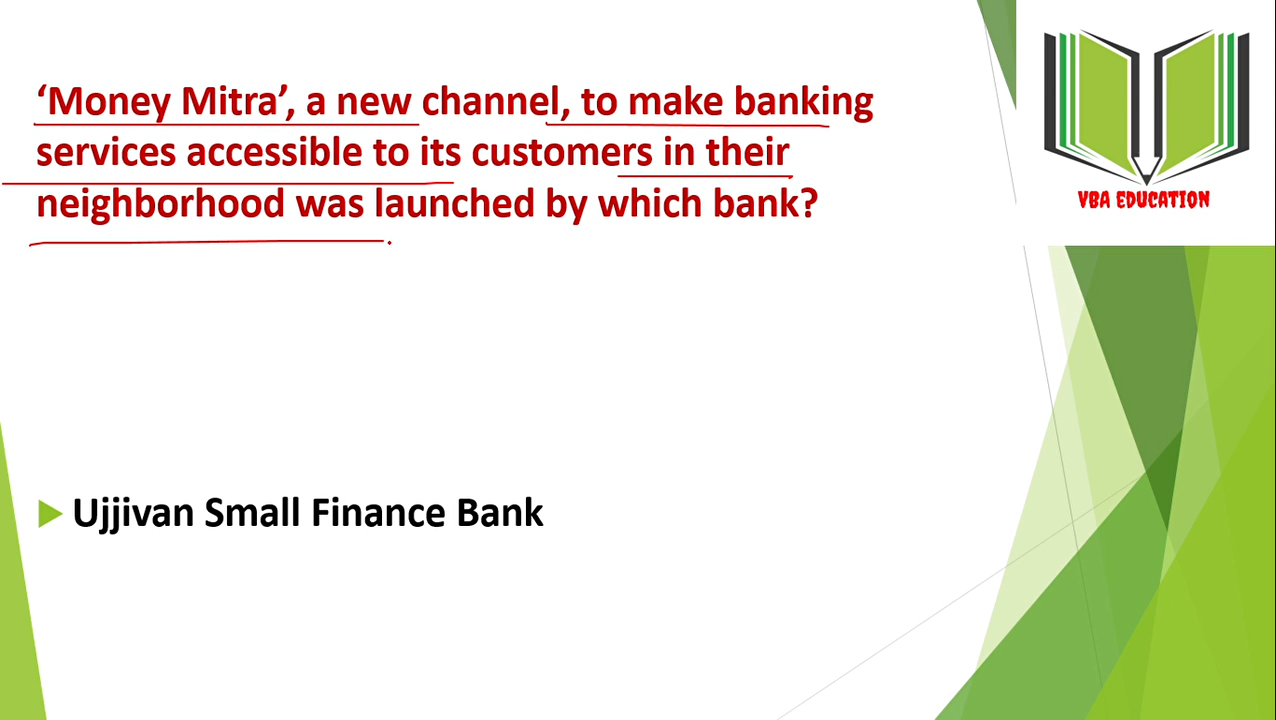 ‘Money Mitra’, a new channel, to make banking
services accessible to its customers in their
neighborhood was launched by which bank?
VBA EDUCATION
Ujjivan Small Finance Bank